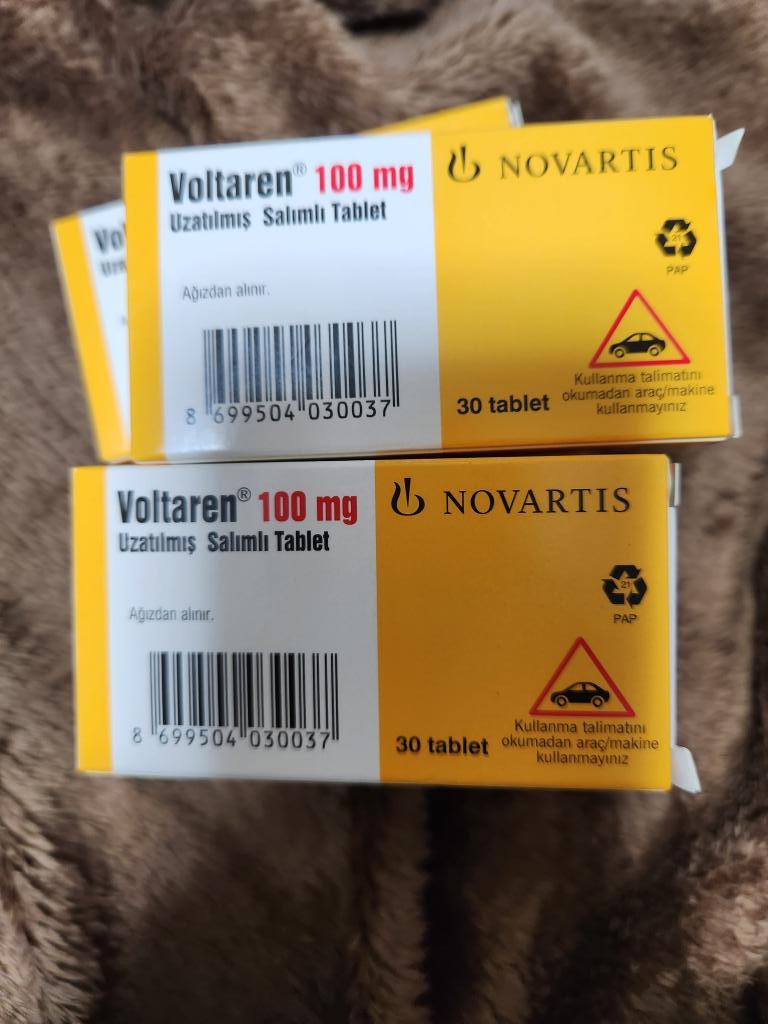 Voltaren® 100 mg
Uzatılmış Salımlı Tablet
Ağızdan alınır.
8 699504 030037
NOVARTIS
21
PAP
30 tablet
Kullanma talimatını
okumadan araç/makine
kullanmayınız
Vo
Voltaren® 100 mg
Uzatılmış Salımlı Tablet
Ağızdan alınır.
8 699504 030037
NOVARTIS
21
PAP
30 tablet
Kullanma talimatını
okumadan araç/makine
kullanmayınız